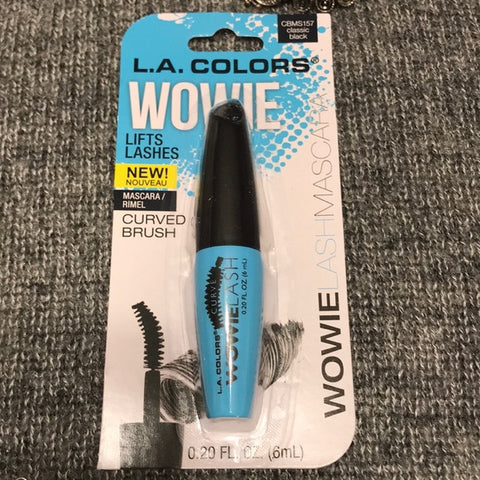 CBMS157
classic
black
L.A. COLORS®
WOWIE
LIFTS
LASHES
NEW!
NOUVEAU
MASCARA /
RIMEL
CURVED
BRUSH
WOWIELASHMASCARA
L.A. COLORS®
WOWIELASH
CURVE
0.20 FL OZ (6 mL)
0.20 FL. OZ. (6mL)